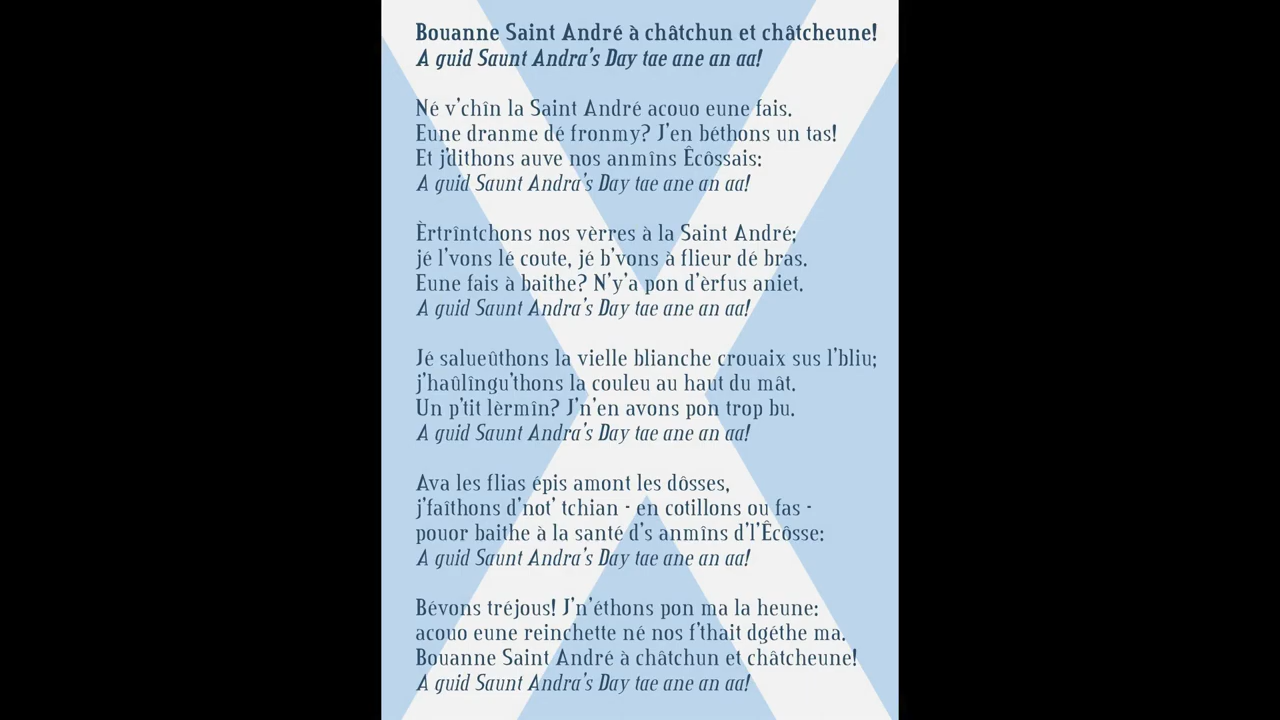 Bouanne Saint André à châtchun et châtcheune!
A guid Saunt Andra's Day tae ane an aa!
Né v'chîn la Saint André acouo eune fais.
Eune dranme dé fronmy? J'en béthons un tas!
Et j'dithons auve nos anmîns Êcôssais:
A guid Saunt Andra's Day tae ane an aa!
Èrtrîntchons nos vèrres à la Saint André;
jé l'vons lé coute, jé b'vons à flieur dé bras.
Eune fais à baithe? N'y'a pon d'èrfus aniet.
A guid Saunt Andra's Day tae ane an aa!
Jé salueûthons la vielle blianche crouaix sus l'bliu;
j'haûlîngu'thons la couleu au haut du mât.
Un p'tit lèrmîn? J'n'en avons pon trop bu.
A guid Saunt Andra's Day tae ane an aa!
Ava les flias épis amont les dôsses,
j'faîthons d'not' tchian - en cotillons ou fas -
pouor baithe à la santé d's anmîns d'l'Êcôsse:
A guid Saunt Andra's Day tae ane an aa!
Bévons tréjous! J'n'éthons pon ma la heune:
acouo eune reinchette né nos f'thait dgéthe ma.
Bouanne Saint André à châtchun et châtcheune!
A guid Saunt Andra's Day tae ane an aa!